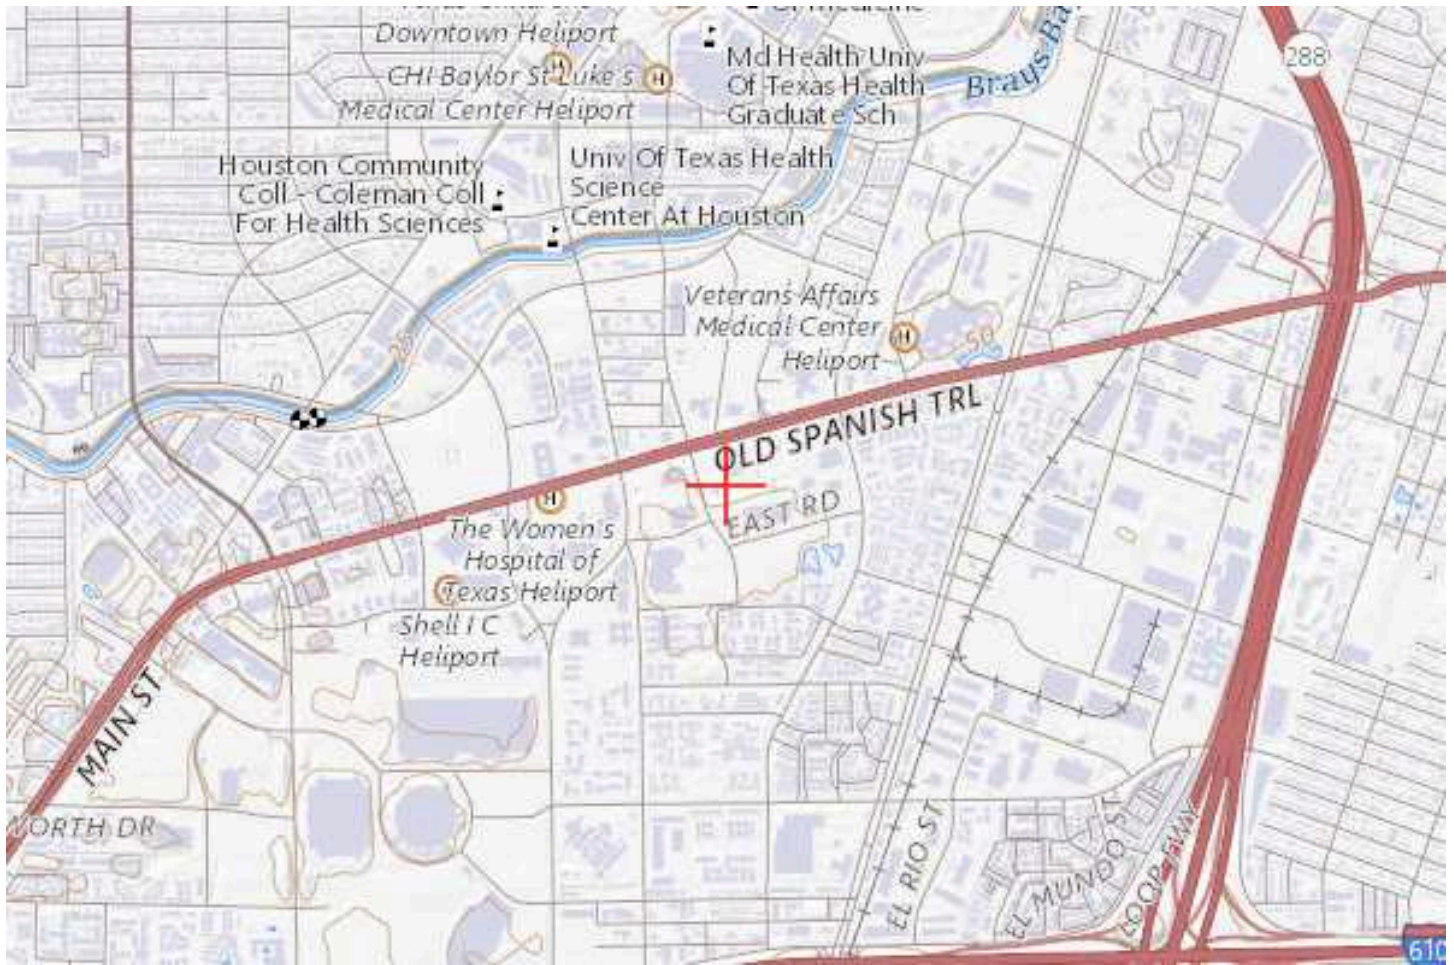 Downtown Heliport
CHI Baylor St Luke s
Medical Center Heliport
Md Health Univ
Of Texas Health
Graduate Sch
Brays Ba
288
Houston Community
Coll - Coleman Coll
For Health Sciences
Univ Of Texas Health
Science
Center At Houston
Veterans Affairs
Medical Center
Heliport
50
OLD SPANISH TRL
EAST RD
The Women s
Hospital of
Texas Heliport
Shell I C
Heliport
MAIN ST
WORTH DR
EL RIO ST
EL MUNDO ST
LOOP FWY
610